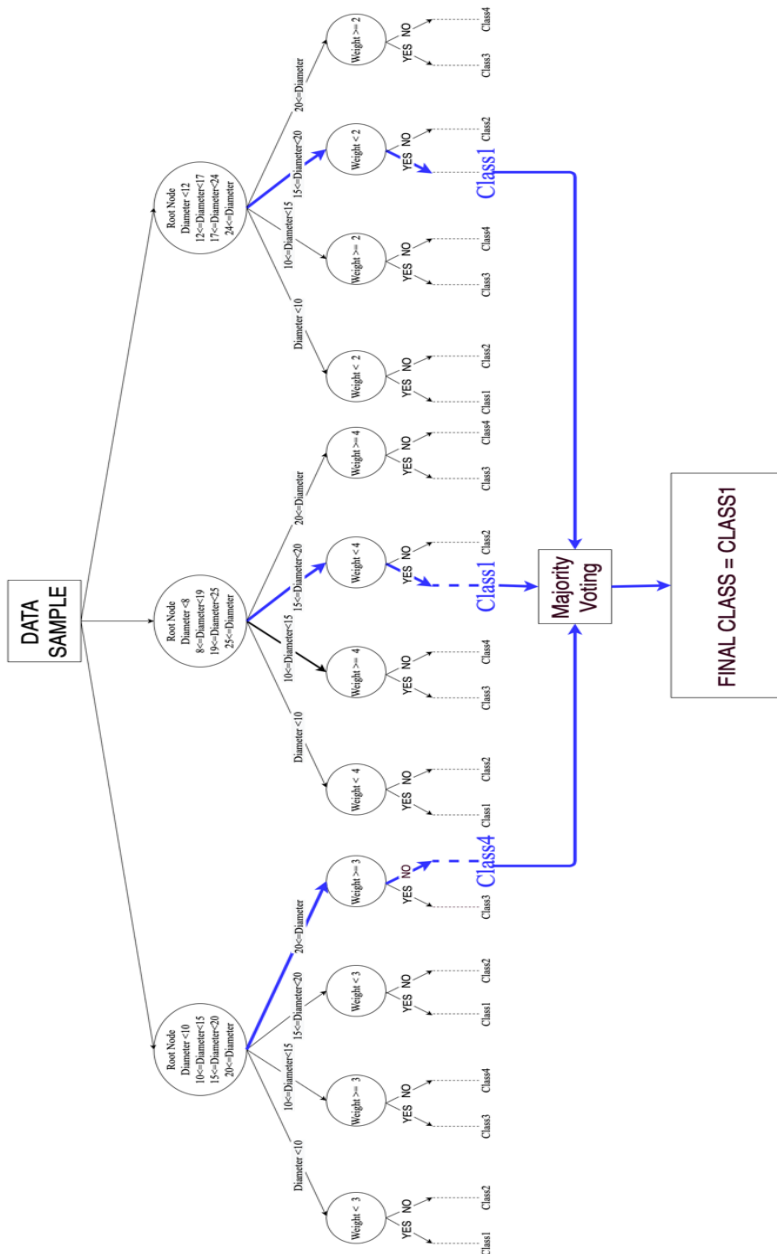 DATA
SAMPLE
Root Node
Diameter <10
10<=Diameter<15
15<=Diameter<20
20<=Diameter
Root Node
Diameter <8
8<=Diameter<19
19<=Diameter<25
25<=Diameter
Root Node
Diameter <12
12<=Diameter<17
17<=Diameter<24
24<=Diameter
Diameter <10
10<=Diameter<15
15<=Diameter<20
20<=Diameter
Diameter <10
10<=Diameter<15
15<=Diameter<20
20<=Diameter
Diameter <10
10<=Diameter<15
15<=Diameter<20
20<=Diameter
Weight < 3
Weight >= 3
Weight < 3
Weight >= 3
Weight < 4
Weight >= 4
Weight < 4
Weight >= 4
Weight < 2
Weight >= 2
Weight < 2
Weight >= 2
YES NO
YES NO
YES NO
YES NO
YES NO
YES NO
YES NO
YES NO
YES NO
YES NO
YES NO
YES NO
Class1
Class2
Class3
Class4
Class1
Class2
Class3
Class4
Class1
Class2
Class3
Class4
Class1
Class2
Class3
Class4
Class1
Class2
Class3
Class4
Class1
Class2
Class3
Class4
Majority
Voting
FINAL CLASS = CLASS1